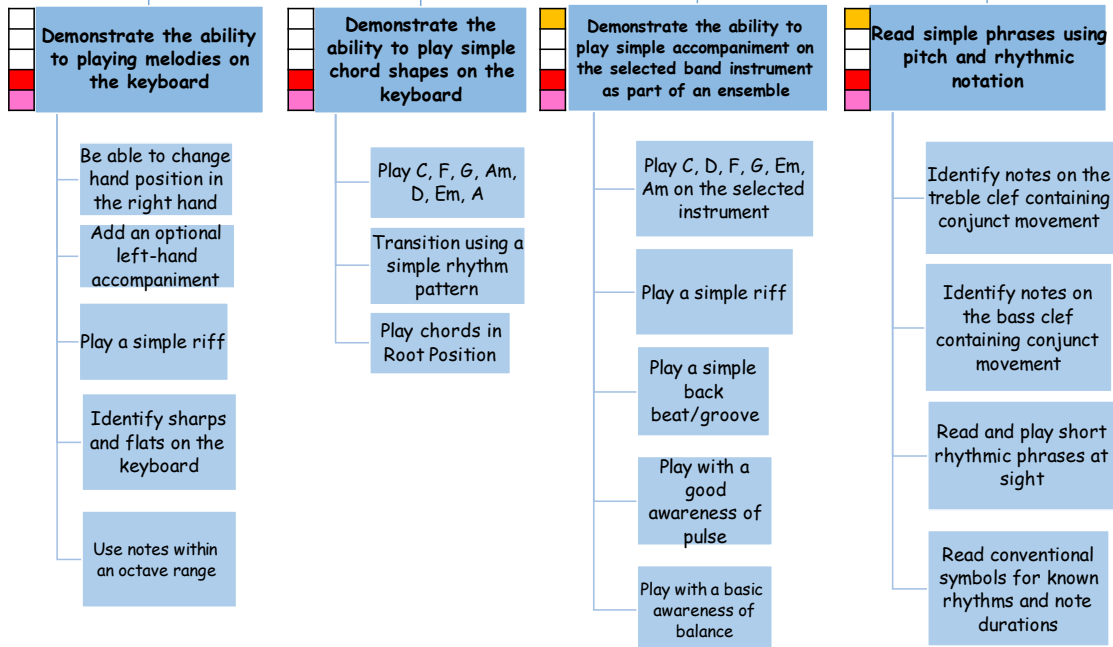 Demonstrate the ability
to playing melodies on
the keyboard
Be able to change
hand position in
the right hand
Add an optional
left-hand
accompaniment
Play a simple riff
Identify sharps
and flats on the
keyboard
Use notes within
an octave range
Demonstrate the
ability to play simple
chord shapes on the
keyboard
Play C, F, G, Am,
D, Em, A
Transition using a
simple rhythm
pattern
Play chords in
Root Position
Demonstrate the ability to
play simple accompaniment on
the selected band instrument
as part of an ensemble
Play C, D, F, G, Em,
Am on the selected
instrument
Play a simple riff
Play a simple
back
beat/groove
Play with a
good
awareness of
pulse
Play with a basic
awareness of
balance
Read simple phrases using
pitch and rhythmic
notation
Identify notes on the
treble clef containing
conjunct movement
Identify notes on
the bass clef
containing conjunct
movement
Read and play short
rhythmic phrases at
sight
Read conventional
symbols for known
rhythms and note
durations